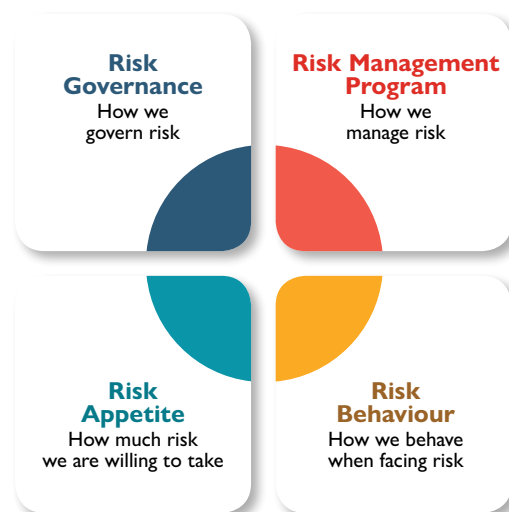 Risk
Governance
How we
govern risk
Risk Management
Program
How we
manage risk
Risk
Appetite
How much risk
we are willing to take
Risk
Behaviour
How we behave
when facing risk